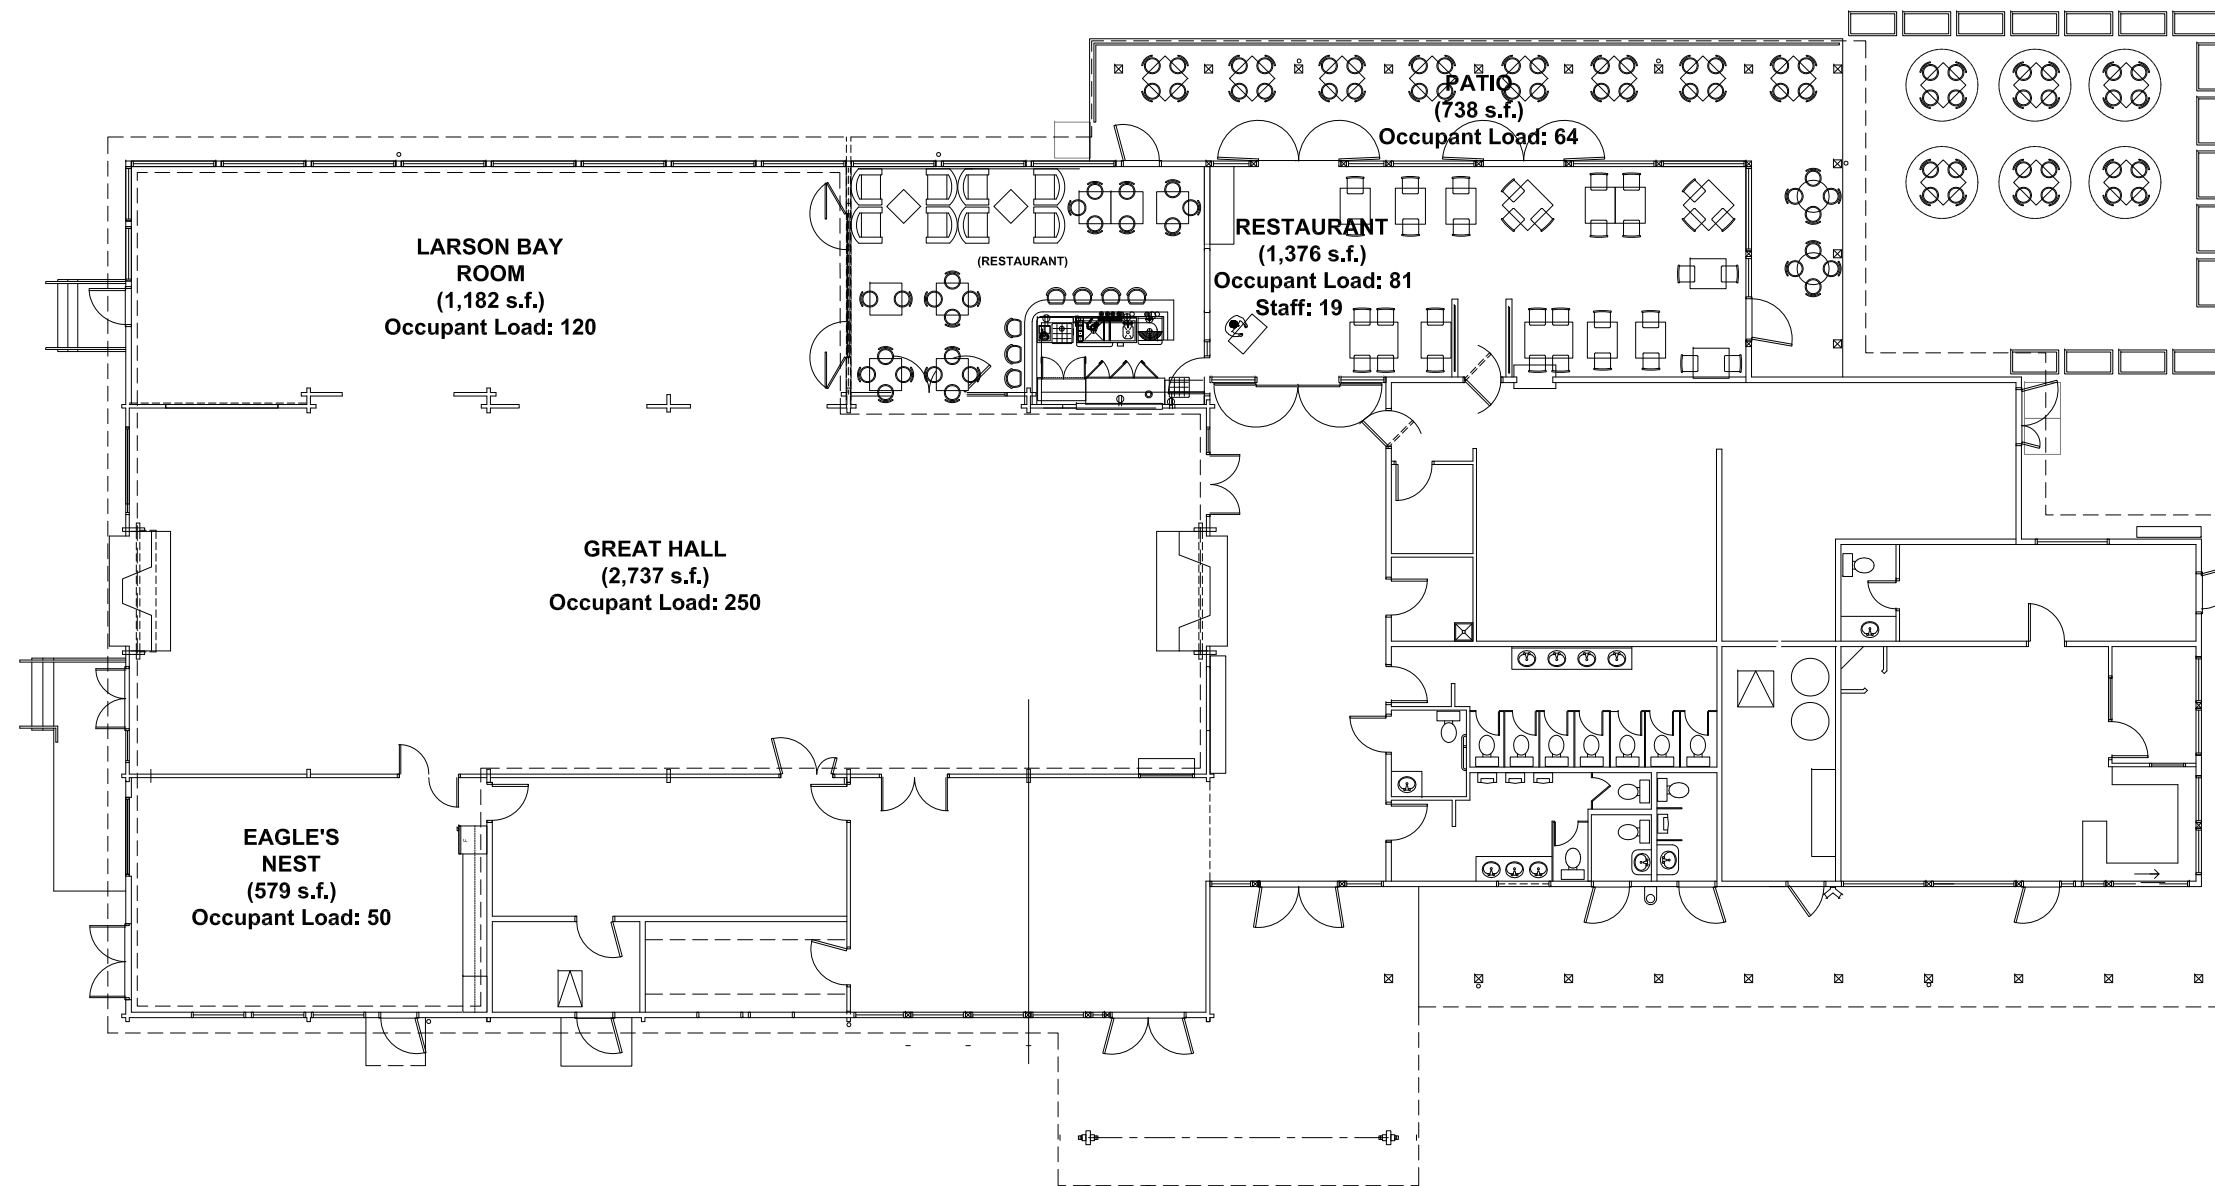 PATIO
(738 s.f.)
Occupant Load: 64
LARSON BAY
ROOM
(1,182 s.f.)
Occupant Load: 120
(RESTAURANT)
RESTAURANT
(1,376 s.f.)
Occupant Load: 81
Staff: 19
GREAT HALL
(2,737 s.f.)
Occupant Load: 250
EAGLE'S
NEST
(579 s.f.)
Occupant Load: 50